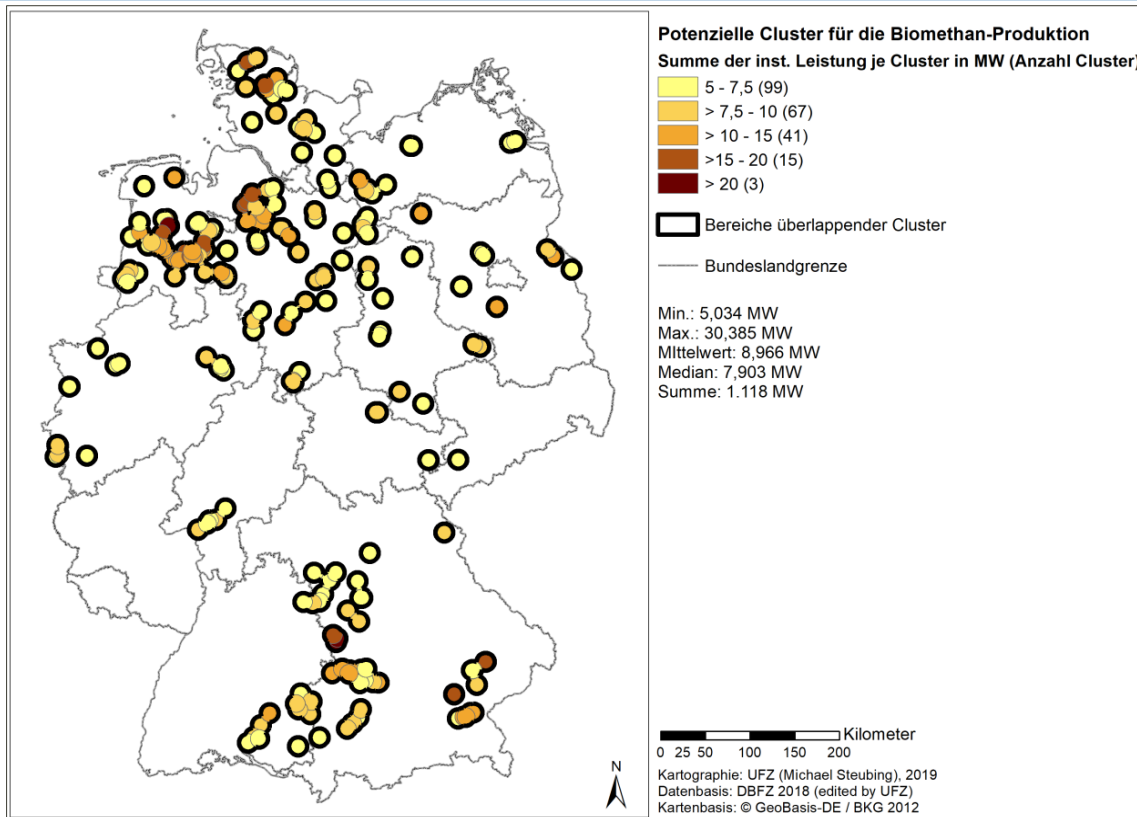 Potenzielle Cluster für die Biomethan-Produktion
Summe der inst. Leistung je Cluster in MW (Anzahl Cluster)
5 - 7,5 (99)
> 7,5 - 10 (67)
> 10 - 15 (41)
>15 - 20 (15)
> 20 (3)
Bereiche überlappender Cluster
Bundeslandgrenze
Min.: 5,034 MW
Max.: 30,385 MW
MIttelwert: 8,966 MW
Median: 7,903 MW
Summe: 1.118 MW
N
Kilometer
0 25 50 100 150 200
Kartographie: UFZ (Michael Steubing), 2019
Datenbasis: DBFZ 2018 (edited by UFZ)
Kartenbasis: © GeoBasis-DE / BKG 2012